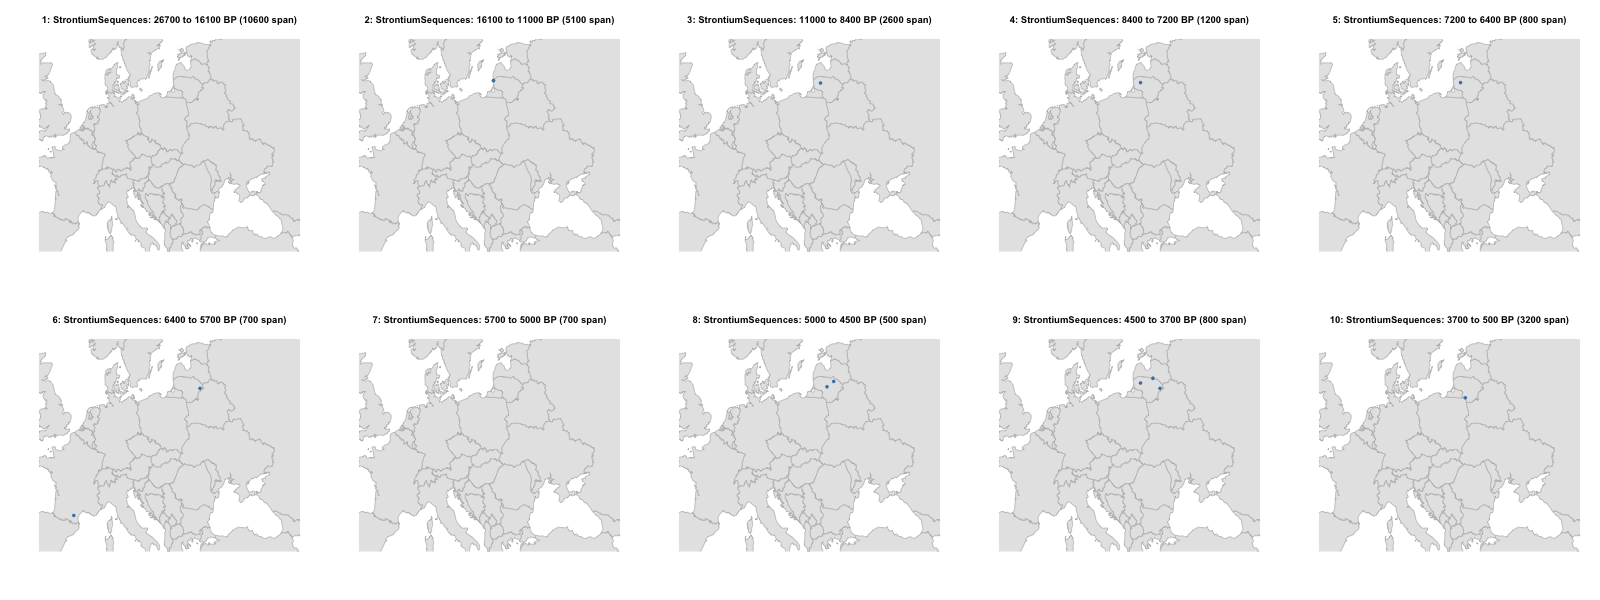 1: StrontiumSequences: 26700 to 16100 BP (10600 span)
2: StrontiumSequences: 16100 to 11000 BP (5100 span)
3: StrontiumSequences: 11000 to 8400 BP (2600 span)
4: StrontiumSequences: 8400 to 7200 BP (1200 span)
5: StrontiumSequences: 7200 to 6400 BP (800 span)
6: StrontiumSequences: 6400 to 5700 BP (700 span)
7: StrontiumSequences: 5700 to 5000 BP (700 span)
8: StrontiumSequences: 5000 to 4500 BP (500 span)
9: StrontiumSequences: 4500 to 3700 BP (800 span)
10: StrontiumSequences: 3700 to 500 BP (3200 span)